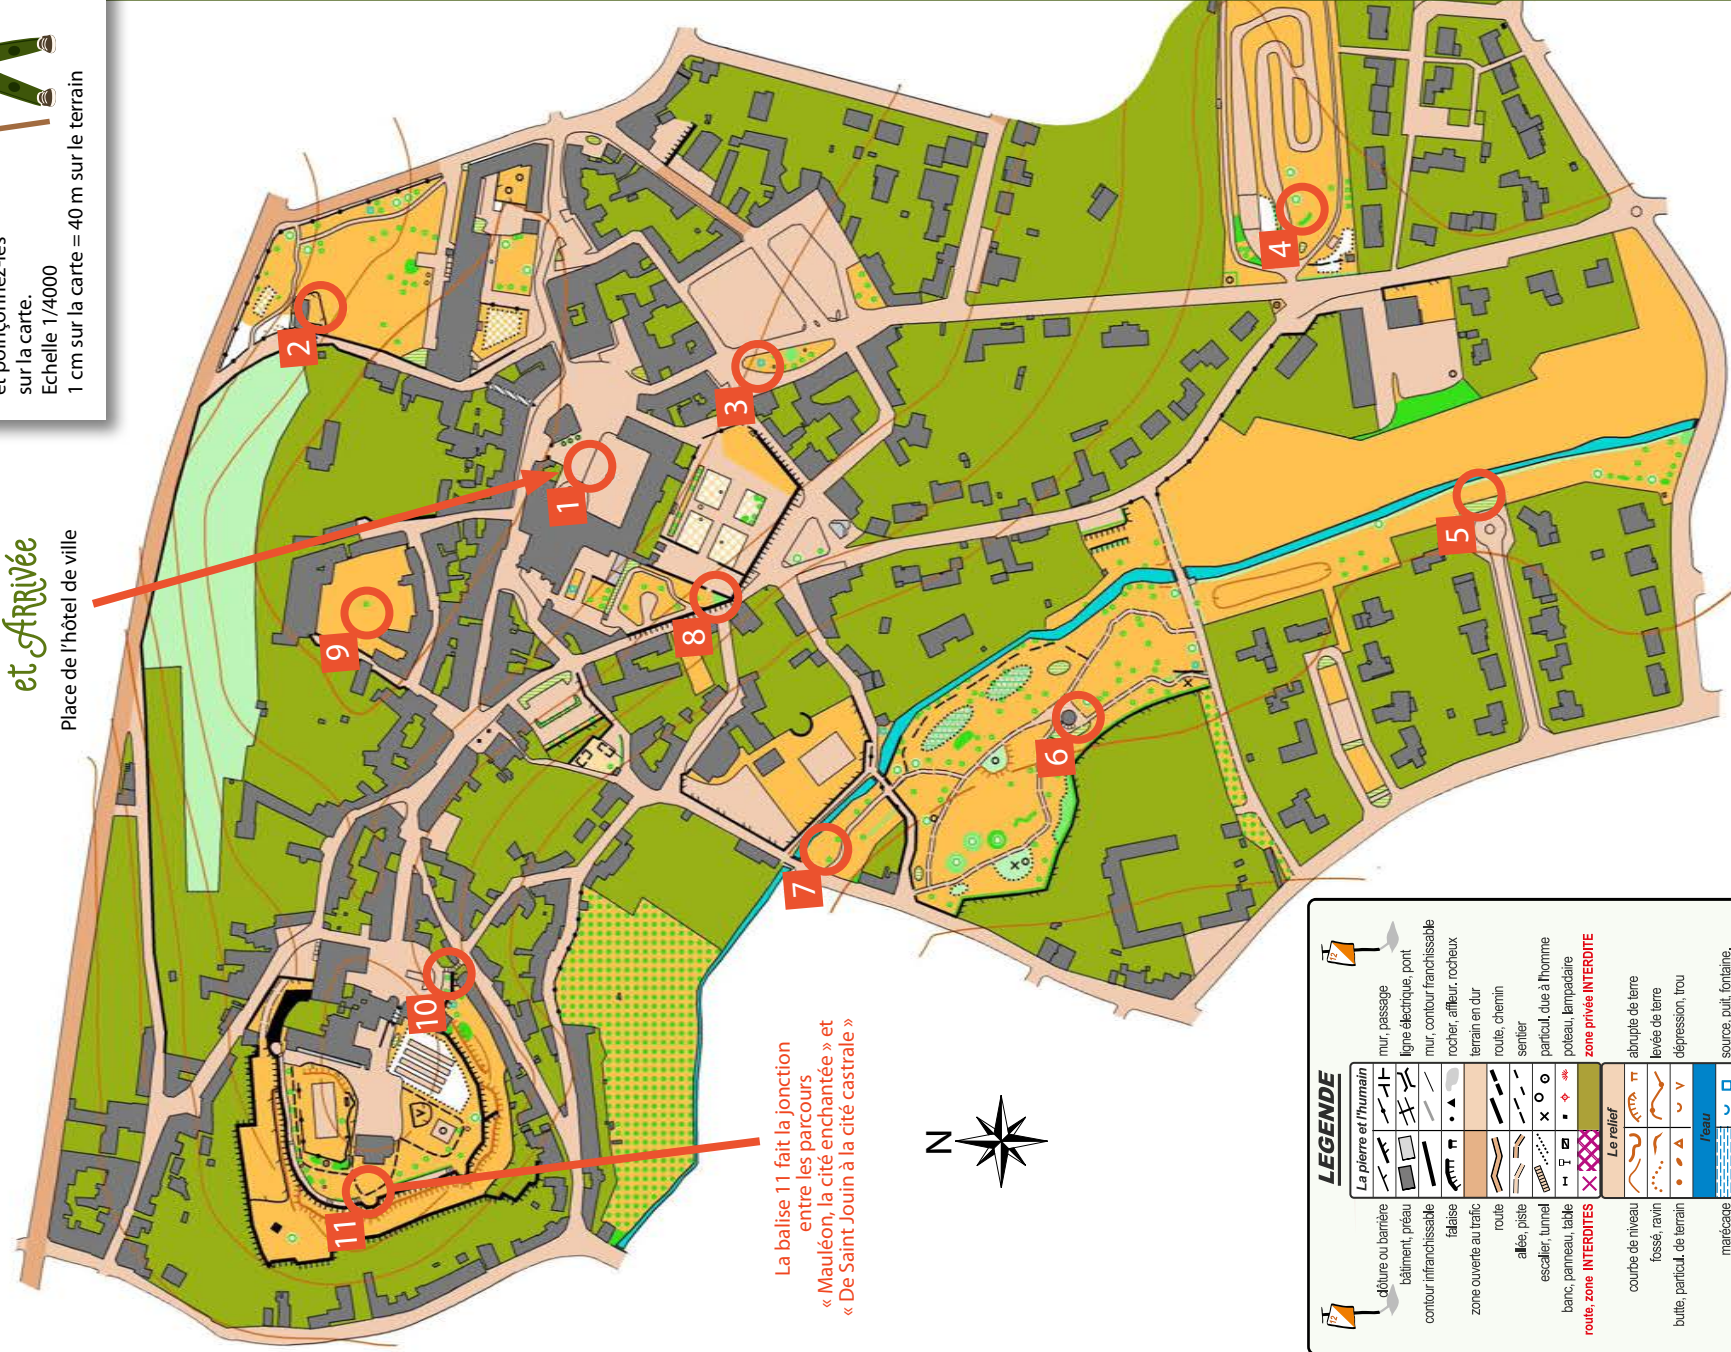 et poinçonnez-les
sur la carte.
Echelle 1/4000
1 cm sur la carte = 40 m sur le terrain
et ARRivée
Place de l'hôtel de ville
1
2
3
4
5
6
7
8
9
10
11
La balise 11 fait la jonction
entre les parcours
« Mauléon, la cité enchantée » et
« De Saint Jouin à la cité castrale »
N
LEGENDE
12
12
La pierre et l'humain
clôture ou barrière
mur, passage
bâtiment, préau
ligne électrique, pont
contour infranchissable
mur, contour franchissable
falaise
rocher, affleur. rocheux
zone ouverte au trafic
terrain en dur
route
route, chemin
allée, piste
sentier
escalier, tunnel
particul. due à l'homme
banc, panneau, table
poteau, lampadaire
route, zone INTERDITES
zone privée INTERDITE
Le relief
courbe de niveau
abrupte de terre
fossé, ravin
levée de terre
butte, particul. de terrain
dépression, trou
l'eau
marécage
source, puit, fontaine,